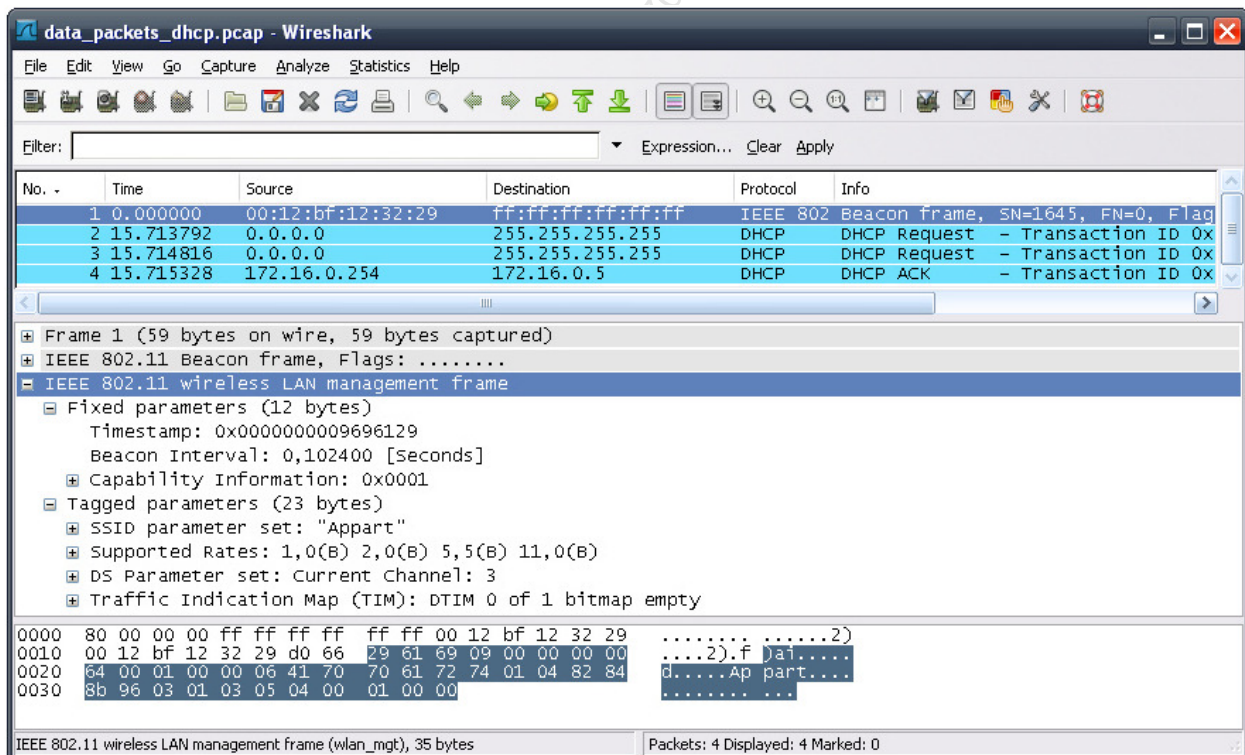 data_packets_dhcp.pcap - Wireshark
File Edit View Go Capture Analyze Statistics Help
Filter: Expression... Clear Apply
No. Time Source Destination Protocol Info
1 0.000000 00:12:bf:12:32:29 ff:ff:ff:ff:ff:ff IEEE 802 Beacon frame, SN=1645, FN=0, Flag
2 15.713792 0.0.0.0 255.255.255.255 DHCP DHCP Request - Transaction ID 0x
3 15.714816 0.0.0.0 255.255.255.255 DHCP DHCP Request - Transaction ID 0x
4 15.715328 172.16.0.254 172.16.0.5 DHCP DHCP ACK - Transaction ID 0x
Frame 1 (59 bytes on wire, 59 bytes captured)
IEEE 802.11 Beacon frame, Flags: ........
IEEE 802.11 wireless LAN management frame
Fixed parameters (12 bytes)
Timestamp: 0x0000000009696129
Beacon Interval: 0,102400 [Seconds]
Capability Information: 0x0001
Tagged parameters (23 bytes)
SSID parameter set: "Appart"
Supported Rates: 1,0(B) 2,0(B) 5,5(B) 11,0(B)
DS Parameter set: Current Channel: 3
Traffic Indication Map (TIM): DTIM 0 of 1 bitmap empty
0000 80 00 00 00 ff ff ff ff ff ff 00 12 bf 12 32 29 ........ ......2)
0010 00 12 bf 12 32 29 d0 66 29 61 69 09 00 00 00 00 ....2).f )ai.....
0020 64 00 01 00 00 06 41 70 70 61 72 74 01 04 82 84 d.....Ap part....
0030 8b 96 03 01 03 05 04 00 01 00 00 ........ ...
IEEE 802.11 wireless LAN management frame (wlan_mgt), 35 bytes Packets: 4 Displayed: 4 Marked: 0